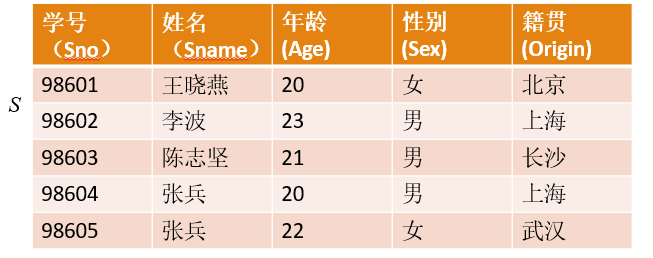 学号 姓名 年龄 性别 籍贯
（Sno） （Sname） (Age) (Sex) (Origin)
98601 王晓燕 20 女 北京
S
98602 李波 23 男 上海
98603 陈志坚 21 男 长沙
98604 张兵 20 男 上海
98605 张兵 22 女 武汉